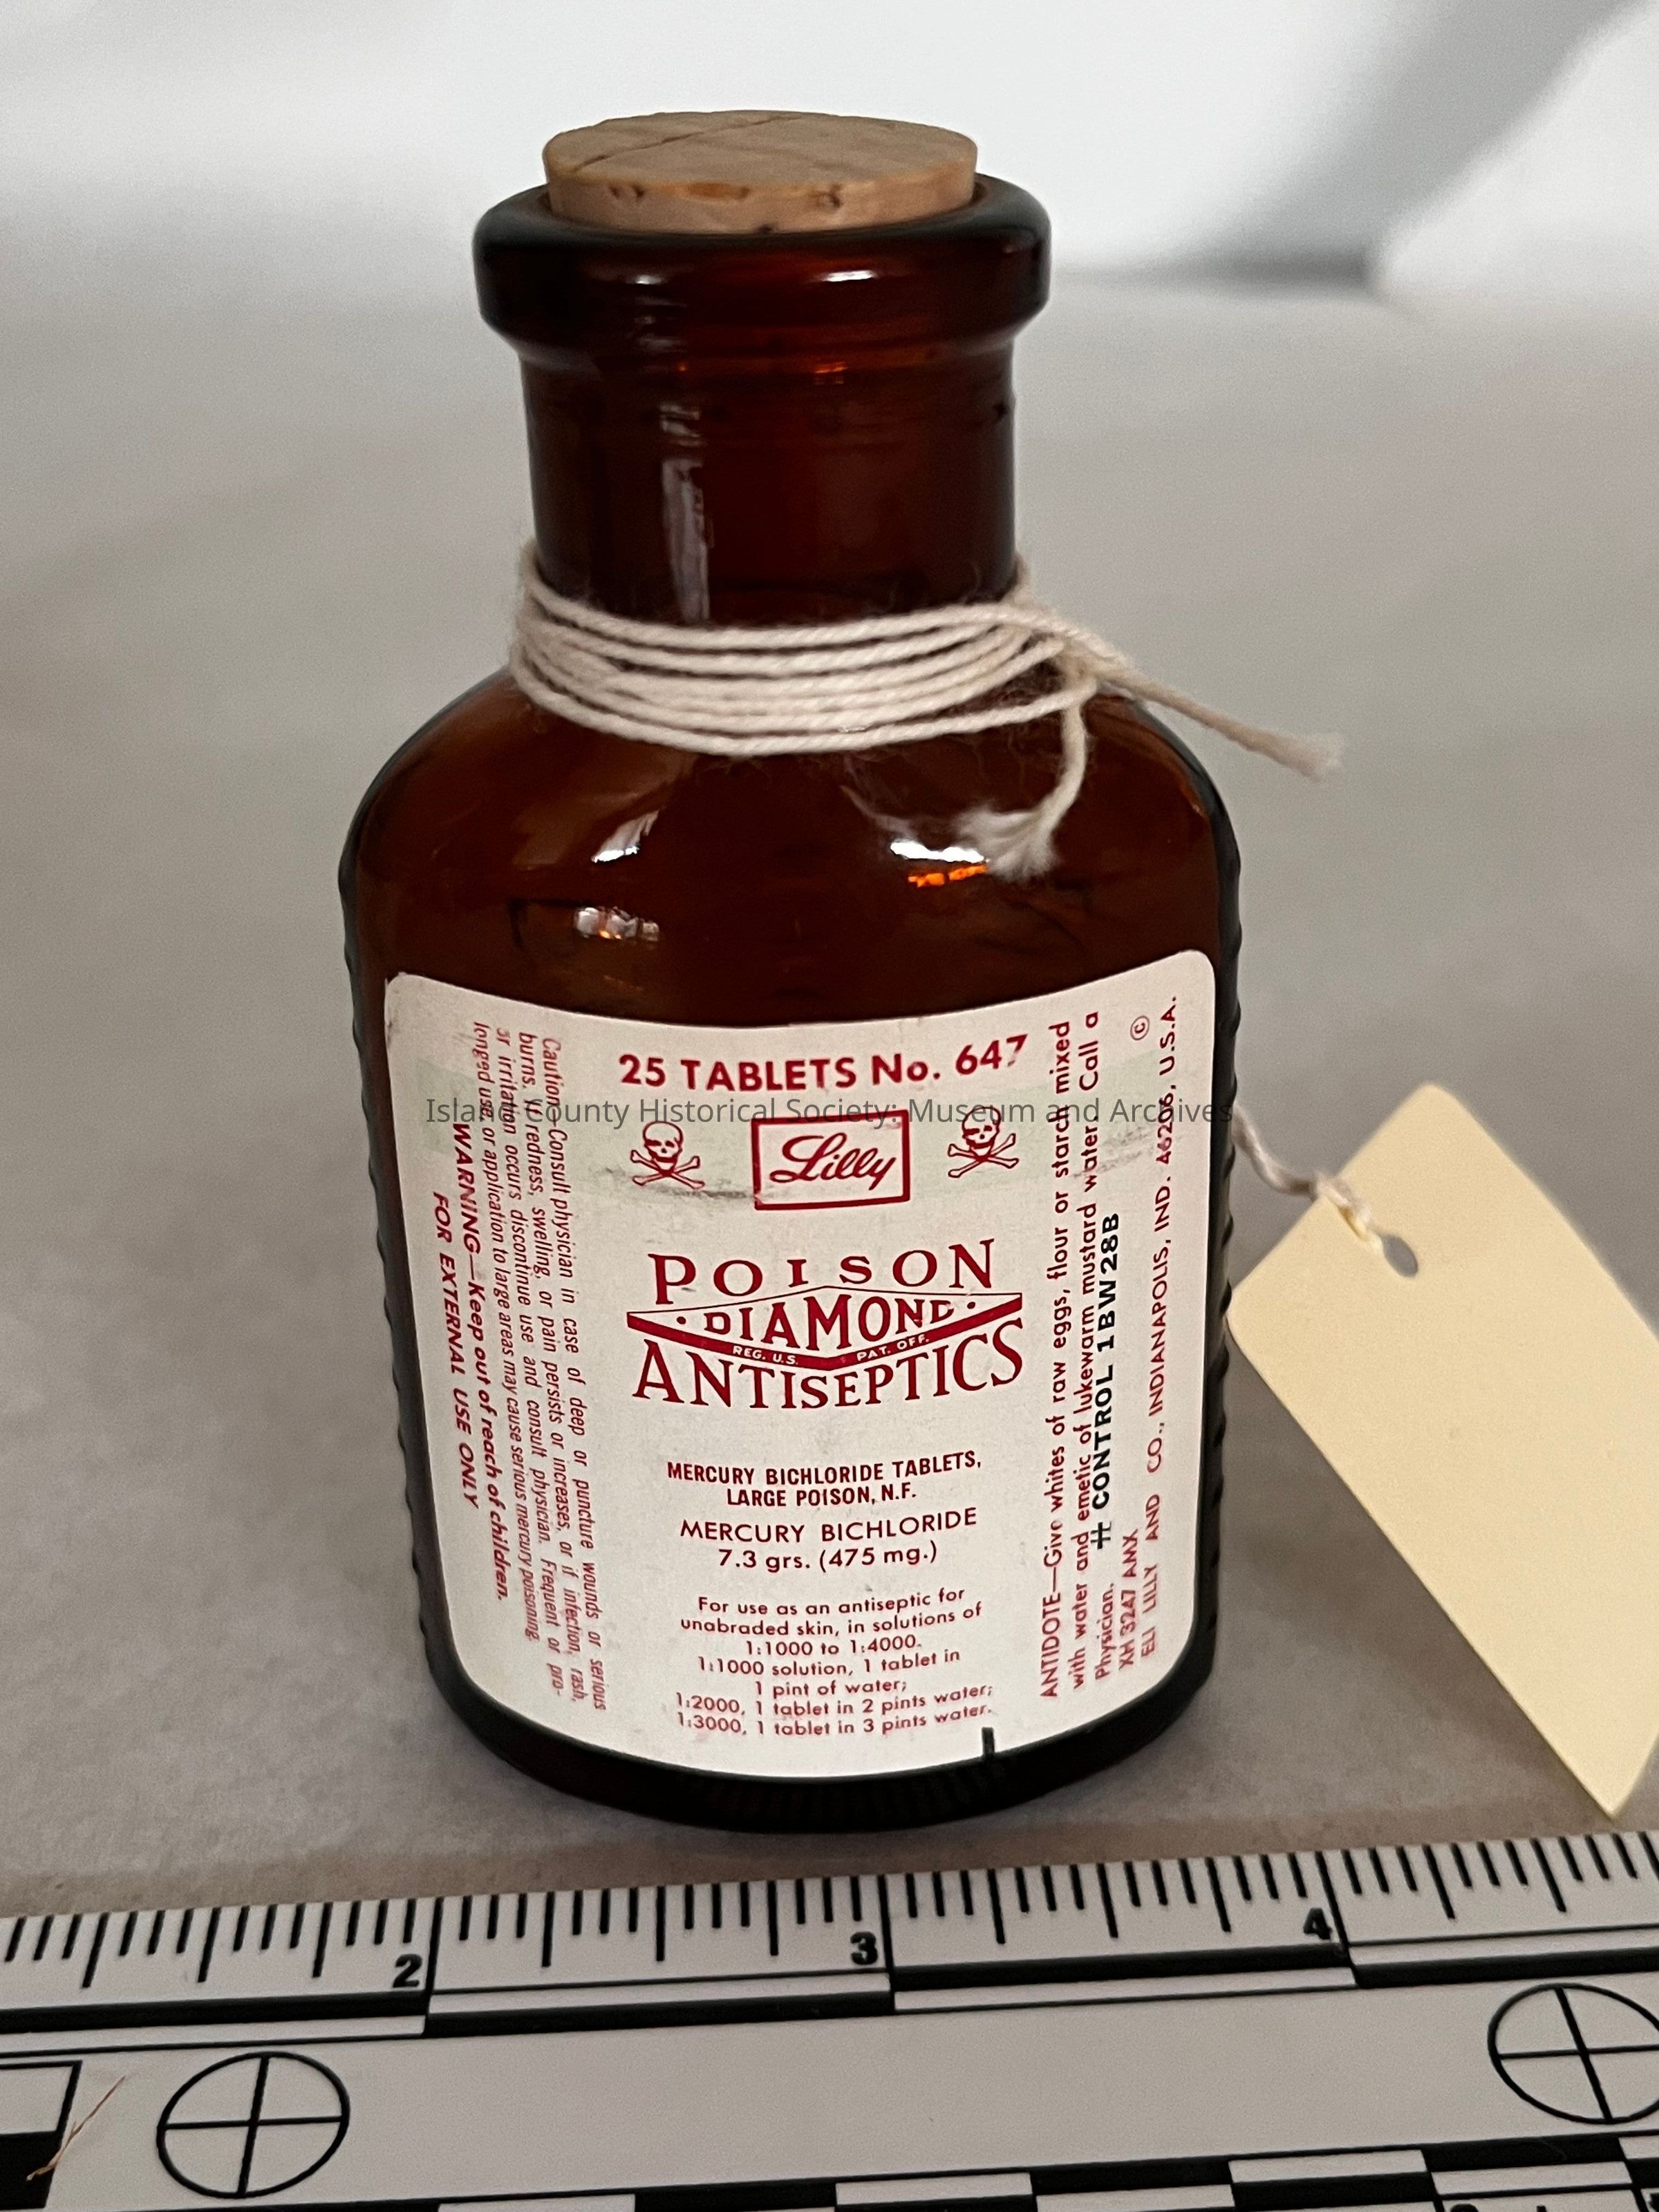 25 TABLETS No. 647
Island County Historical Society: Museum and Archives
Lilly
POISON
DIAMOND
REG. U.S. PAT. OFF.
ANTISEPTICS
MERCURY BICHLORIDE TABLETS,
LARGE POISON, N.F.
MERCURY BICHLORIDE
7.3 grs. (475 mg.)
For use as an antiseptic for
unabraded skin, in solutions of
1:1000 to 1:4000.
1:1000 solution, 1 tablet in
1 pint of water;
1:2000, 1 tablet in 2 pints water;
1:3000, 1 tablet in 3 pints water.
Caution—Consult physician in case of deep or puncture wounds or serious
burns. If redness, swelling, or pain persists or increases, or if infection, rash,
or irritation occurs discontinue use and consult physician. Frequent or pro-
longed use or application to large areas may cause serious mercury poisoning.
WARNING—Keep out of reach of children.
FOR EXTERNAL USE ONLY
ANTIDOTE—Give whites of raw eggs, flour or starch mixed
with water and emetic of lukewarm mustard water. Call a
Physician.
# CONTROL 1BW28B
XH 3247 AMX
©
ELI LILLY AND CO., INDIANAPOLIS, IND. 46206, U.S.A.
2
3
4